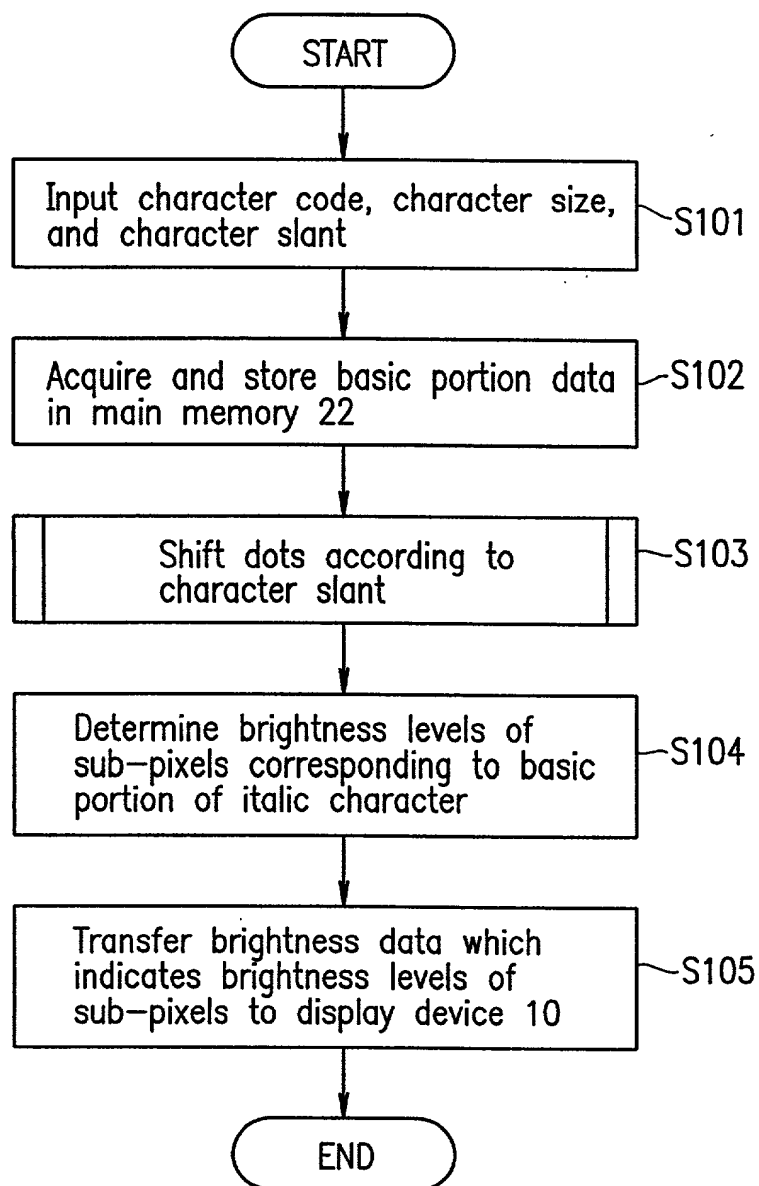 START
Input character code, character size,
and character slant
S101
Acquire and store basic portion data
in main memory 22
S102
Shift dots according to
character slant
S103
Determine brightness levels of
sub-pixels corresponding to basic
portion of italic character
S104
Transfer brightness data which
indicates brightness levels of
sub-pixels to display device 10
S105
END